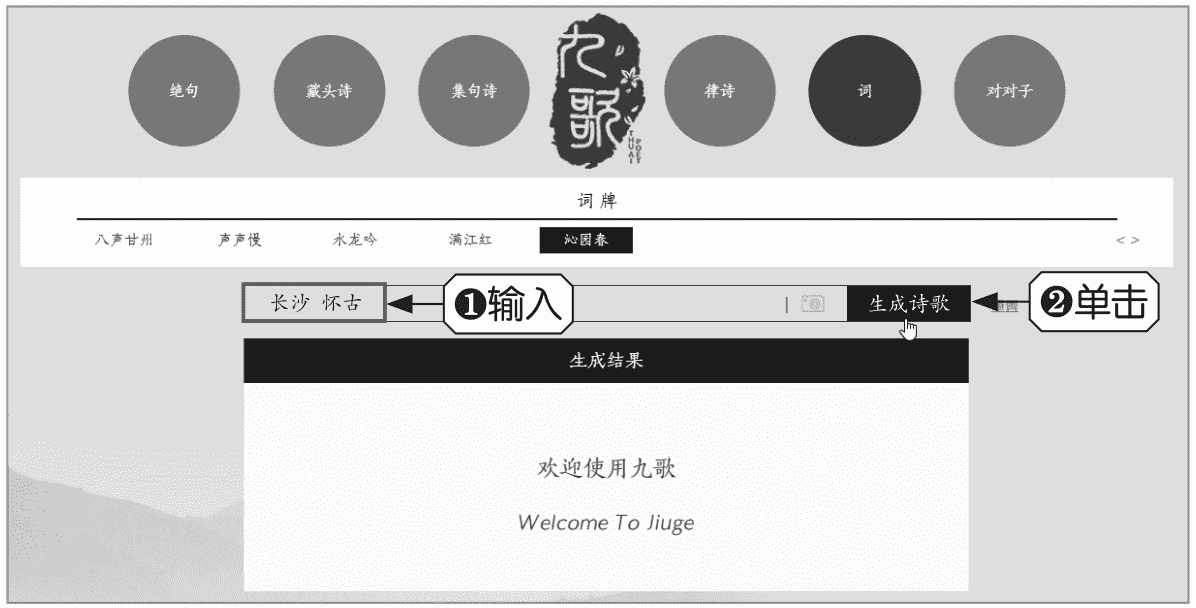 绝句
藏头诗
集句诗
九歌
THUAI
POET
律诗
词
对对子
词牌
八声甘州
声声慢
水龙吟
满江红
沁园春
< >
长沙 怀古
❶输入
生成诗歌
❷单击
生成结果
欢迎使用九歌
Welcome To Jiuge